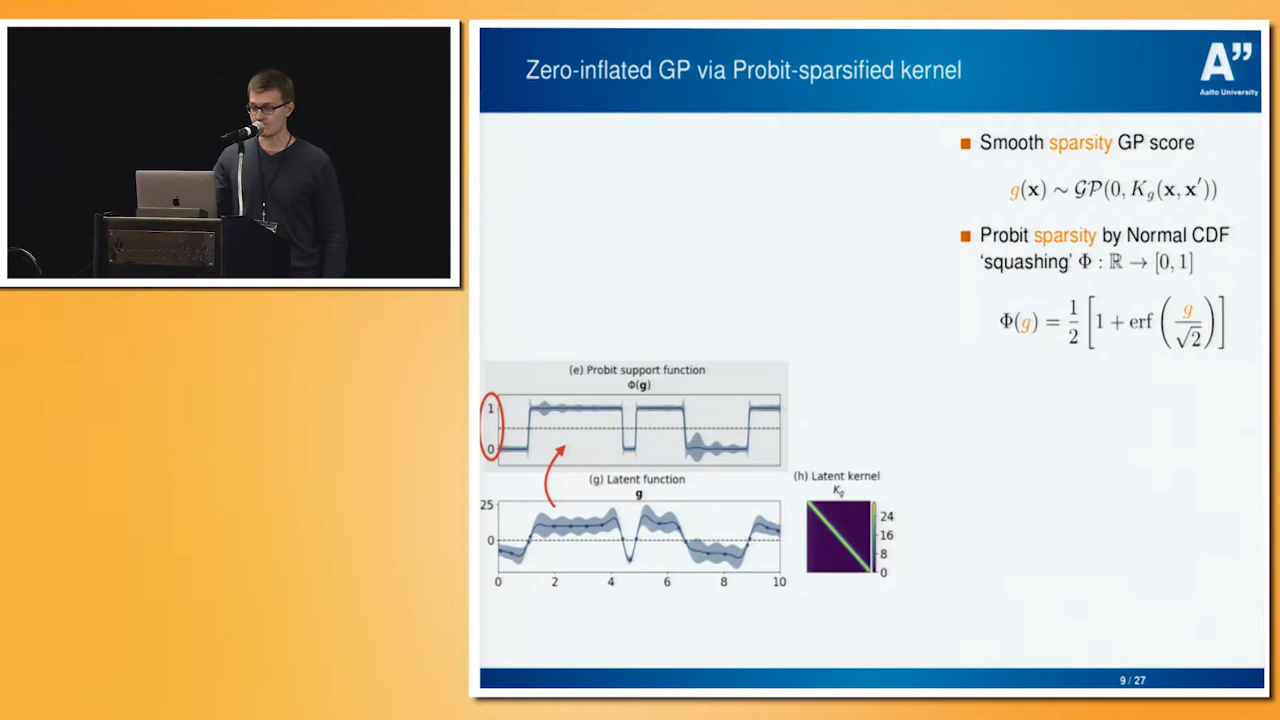 Zero-inflated GP via Probit-sparsified kernel
A”
Aalto University
Smooth sparsity GP score
g(x) ∼ 𝒢𝒫(0, K_g(x, x′))
Probit sparsity by Normal CDF
‘squashing’ Φ : ℝ → [0, 1]
Φ(g) = 1/2 [1 + erf (g/√2)]
(e) Probit support function
Φ(g)
1
0
(g) Latent function
g
25
0
0 2 4 6 8 10
(h) Latent kernel
K_g
24
16
8
0
9 / 27